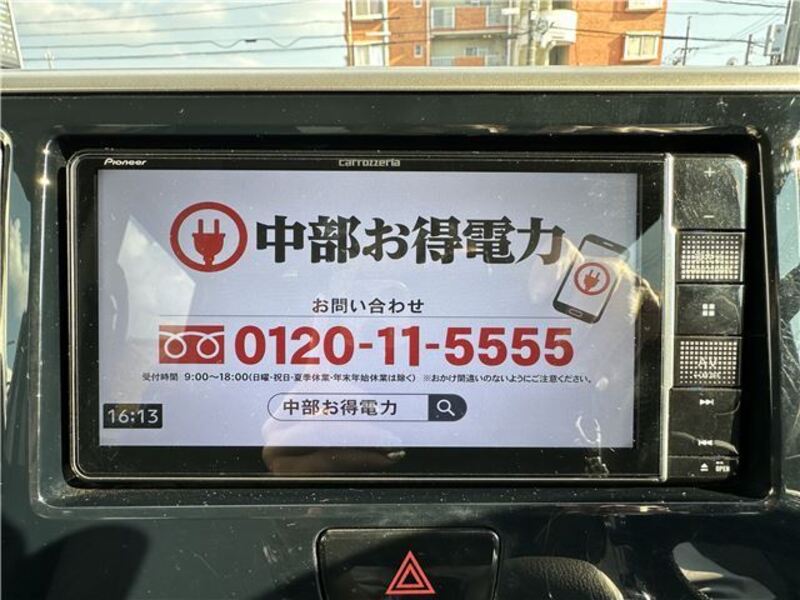 Pioneer
carrozzeria
中部お得電力
お問い合わせ
0120-11-5555
受付時間 9:00〜18:00(日曜・祝日・夏季休業・年末年始休業は除く) ※おかけ間違いのないようにご注意ください。
16:13
中部お得電力
AV
OPEN